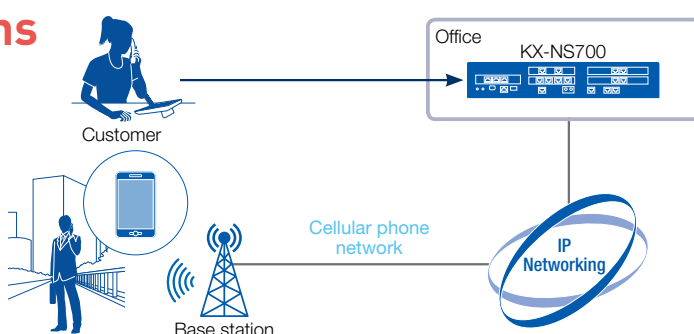 ns
Office
KX-NS700
Customer
Cellular phone
network
IP
Networking
Base station